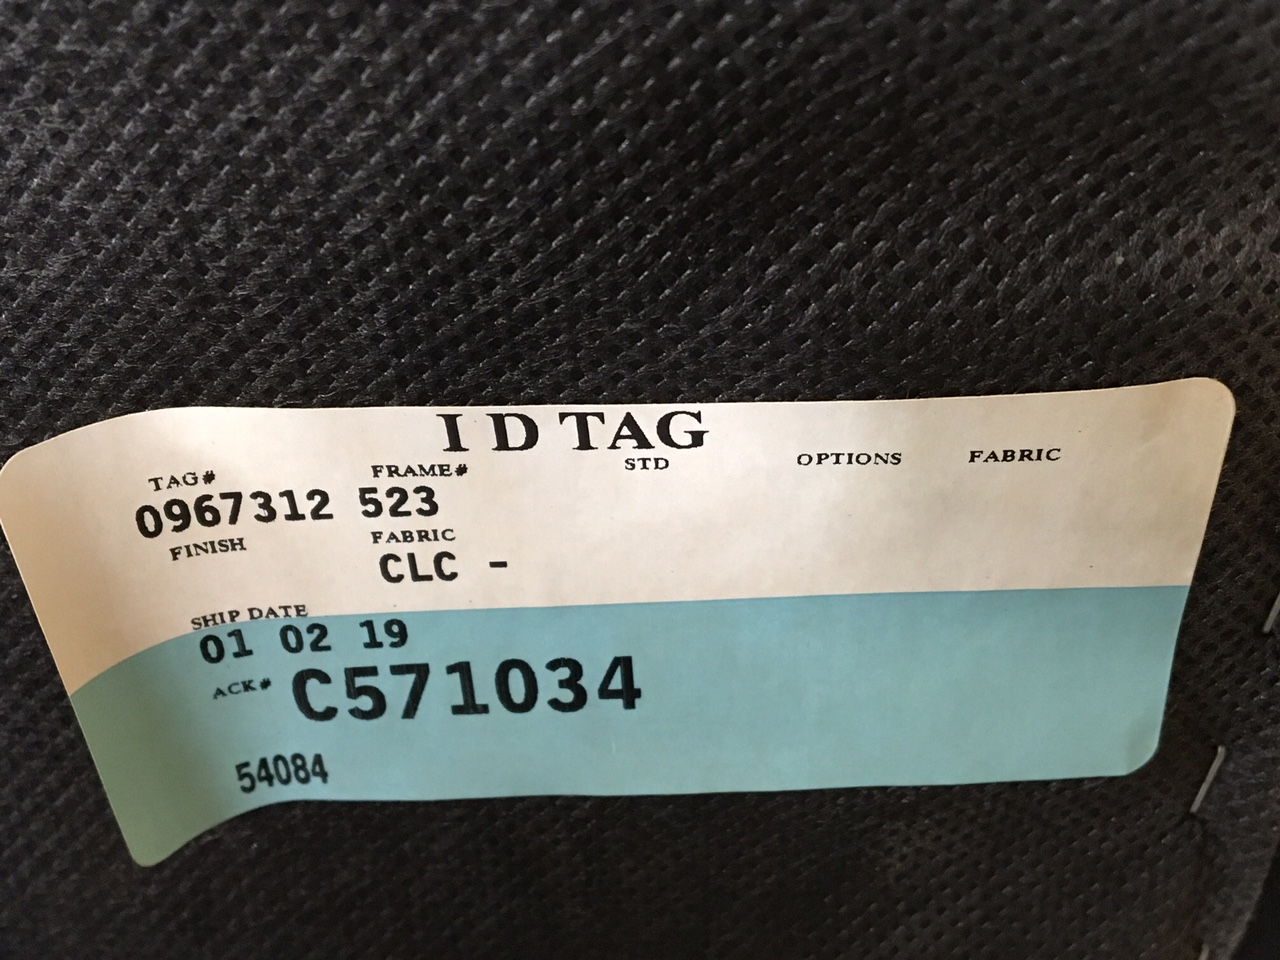 I D TAG
TAG# FRAME# STD OPTIONS FABRIC
0967312 523
FINISH FABRIC
CLC -
SHIP DATE
01 02 19
ACK# C571034
54084